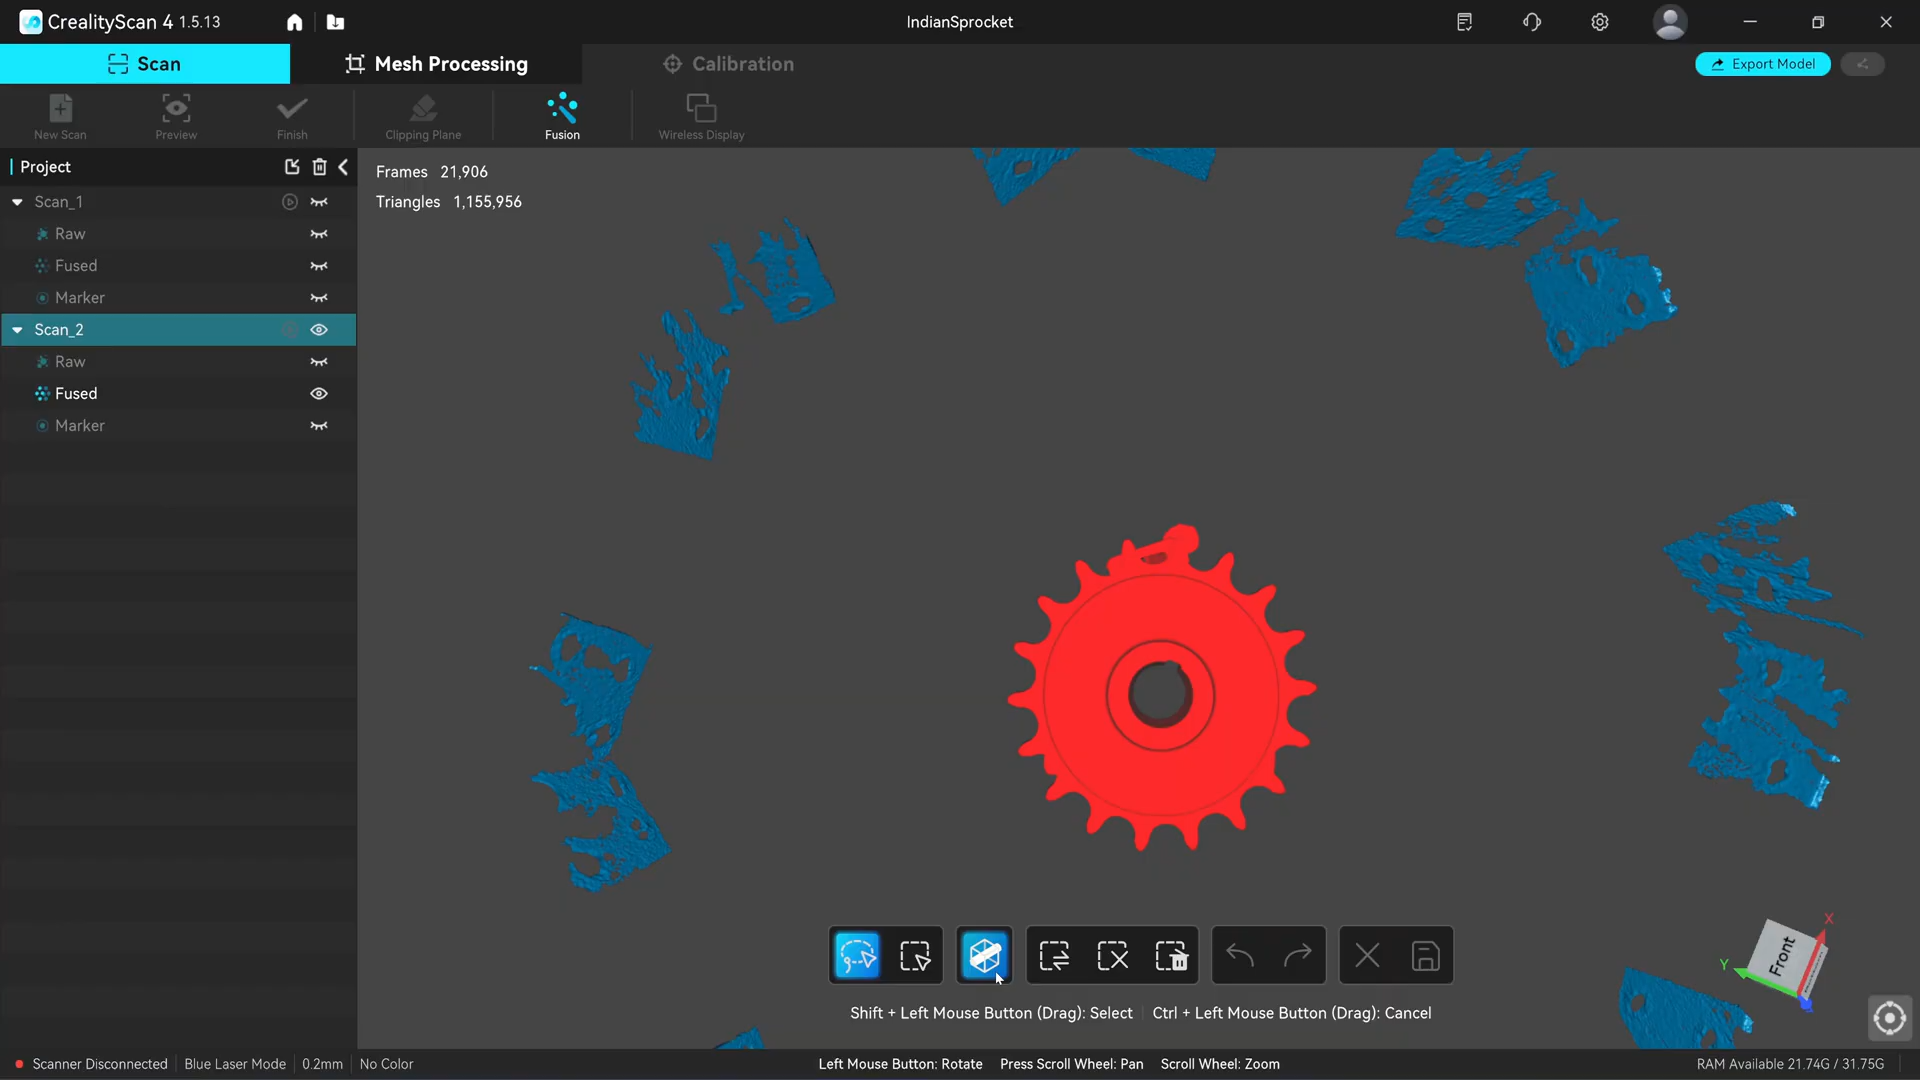 CrealityScan 4 1.5.13
IndianSprocket
Scan
Mesh Processing
Calibration
Export Model
New Scan
Preview
Finish
Clipping Plane
Fusion
Wireless Display
Project
Frames 21,906
Triangles 1,155,956
Scan_1
Raw
Fused
Marker
Scan_2
Raw
Fused
Marker
X
Y
Front
Shift + Left Mouse Button (Drag): Select
Ctrl + Left Mouse Button (Drag): Cancel
Scanner Disconnected
Blue Laser Mode
0.2mm
No Color
Left Mouse Button: Rotate
Press Scroll Wheel: Pan
Scroll Wheel: Zoom
RAM Available 21.74G / 31.75G